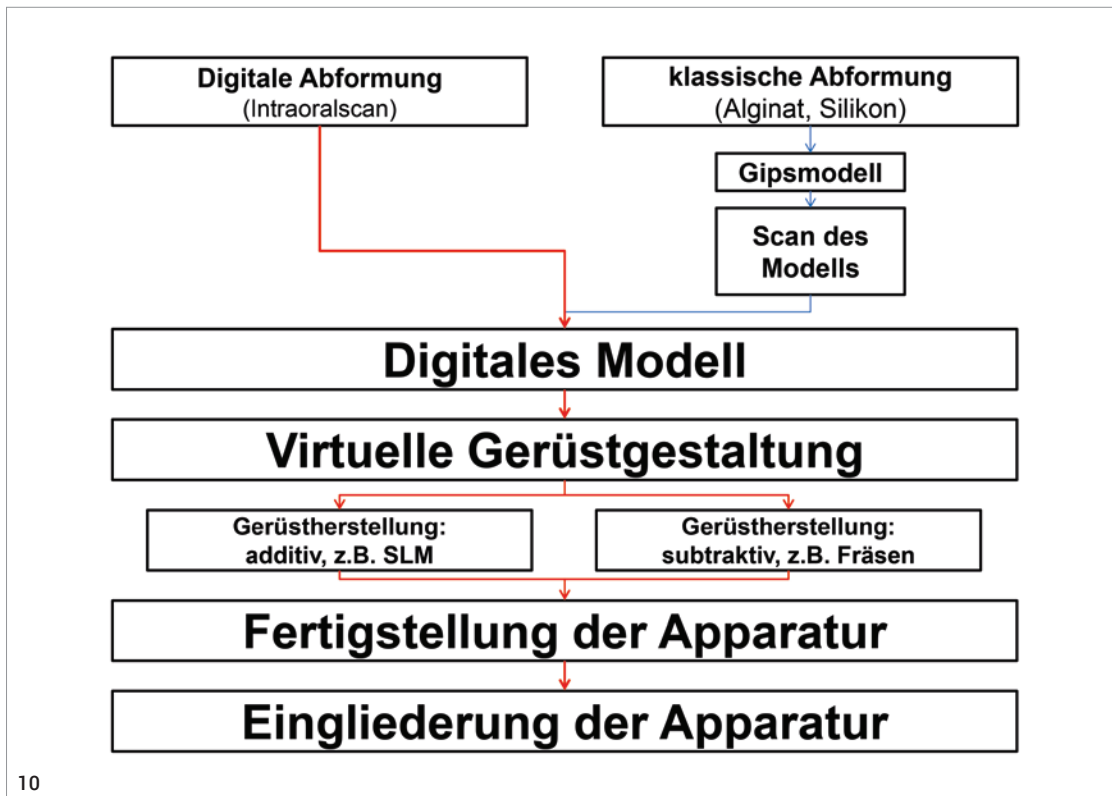 Digitale Abformung
(Intraoralscan)
klassische Abformung
(Alginat, Silikon)
Gipsmodell
Scan des
Modells
Digitales Modell
Virtuelle Gerüstgestaltung
Gerüstherstellung:
additiv, z.B. SLM
Gerüstherstellung:
subtraktiv, z.B. Fräsen
Fertigstellung der Apparatur
Eingliederung der Apparatur
10